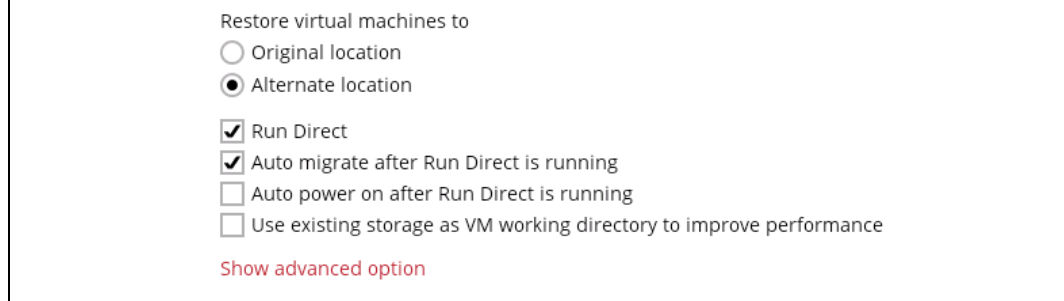 Restore virtual machines to
Original location
Alternate location
Run Direct
Auto migrate after Run Direct is running
Auto power on after Run Direct is running
Use existing storage as VM working directory to improve performance
Show advanced option